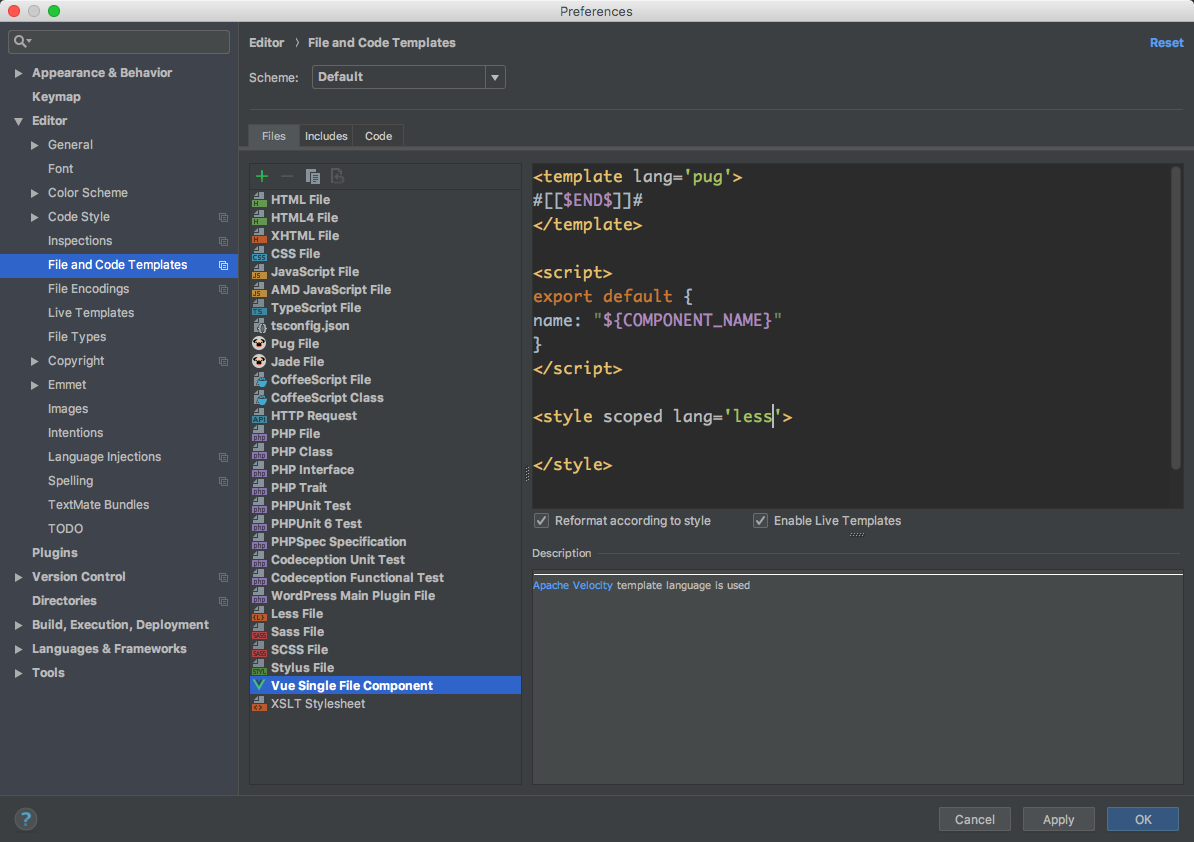 Preferences
Appearance & Behavior
Keymap
Editor
General
Font
Color Scheme
Code Style
Inspections
File and Code Templates
File Encodings
Live Templates
File Types
Copyright
Emmet
Images
Intentions
Language Injections
Spelling
TextMate Bundles
TODO
Plugins
Version Control
Directories
Build, Execution, Deployment
Languages & Frameworks
Tools
Editor › File and Code Templates
Reset
Scheme: Default
Files Includes Code
HTML File
HTML4 File
XHTML File
CSS File
JavaScript File
AMD JavaScript File
TypeScript File
tsconfig.json
Pug File
Jade File
CoffeeScript File
CoffeeScript Class
HTTP Request
PHP File
PHP Class
PHP Interface
PHP Trait
PHPUnit Test
PHPUnit 6 Test
PHPSpec Specification
Codeception Unit Test
Codeception Functional Test
WordPress Main Plugin File
Less File
Sass File
SCSS File
Stylus File
Vue Single File Component
XSLT Stylesheet
<template lang='pug'>
#[[$END$]]#
</template>
<script>
export default {
name: "${COMPONENT_NAME}"
}
</script>
<style scoped lang='less'>
</style>
Reformat according to style
Enable Live Templates
Description
Apache Velocity template language is used
?
Cancel
Apply
OK